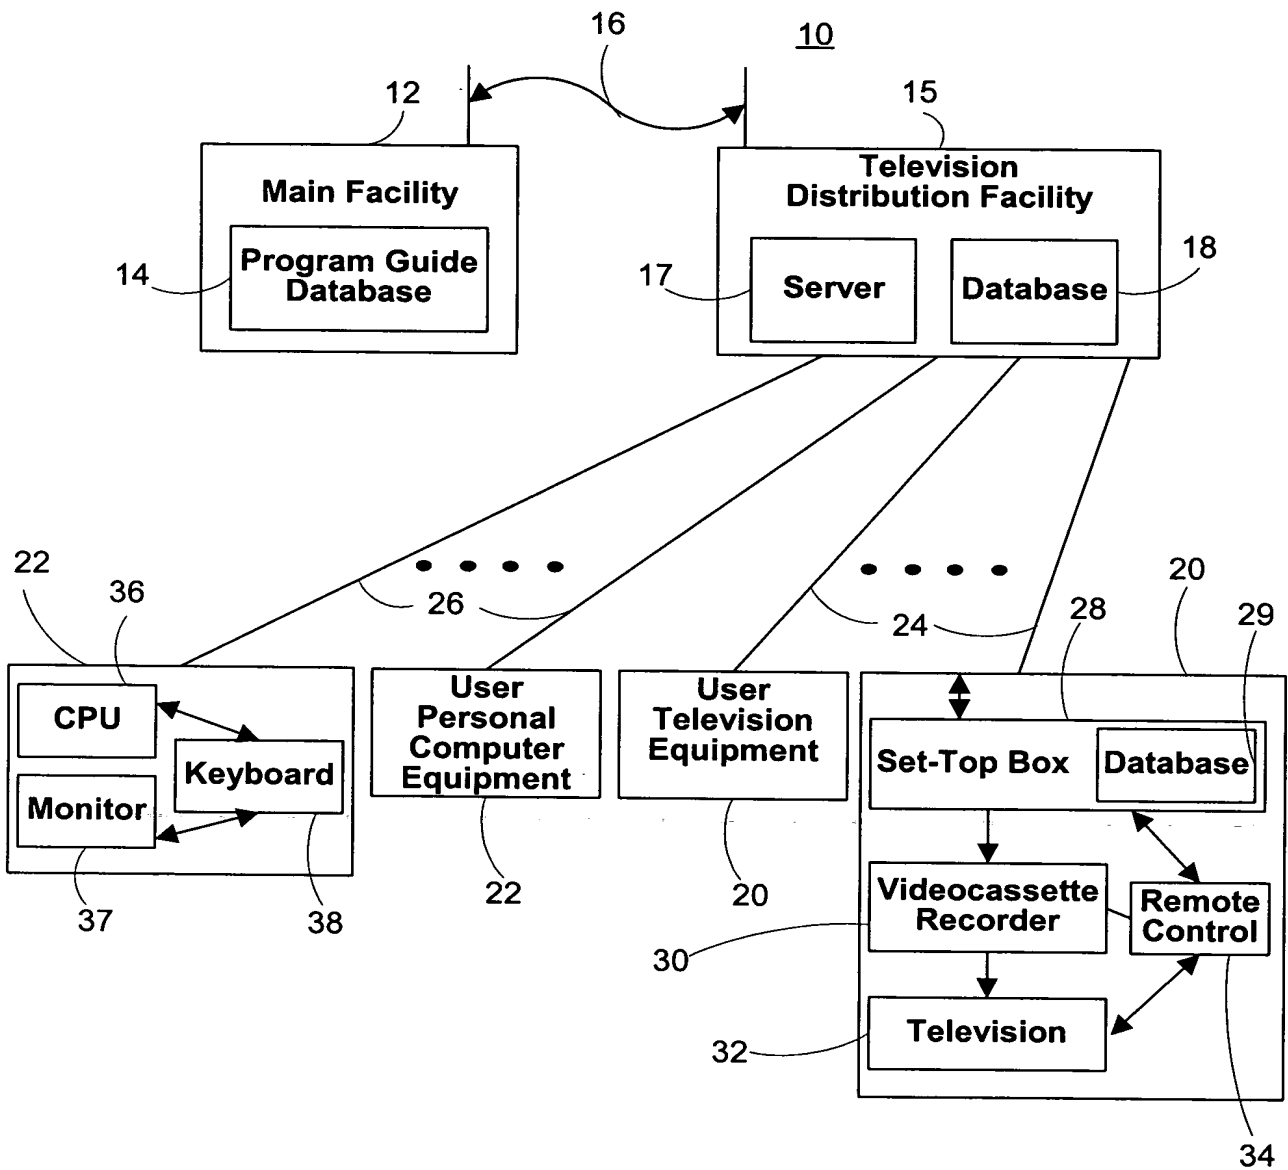 16
10
12
15
Main Facility
Television
Distribution Facility
14
Program Guide
Database
17
Server
Database
18
22
36
26
24
28
20
29
CPU
Keyboard
Monitor
37
38
User
Personal
Computer
Equipment
22
User
Television
Equipment
20
Set-Top Box
Database
Videocassette
Recorder
30
Remote
Control
Television
32
34